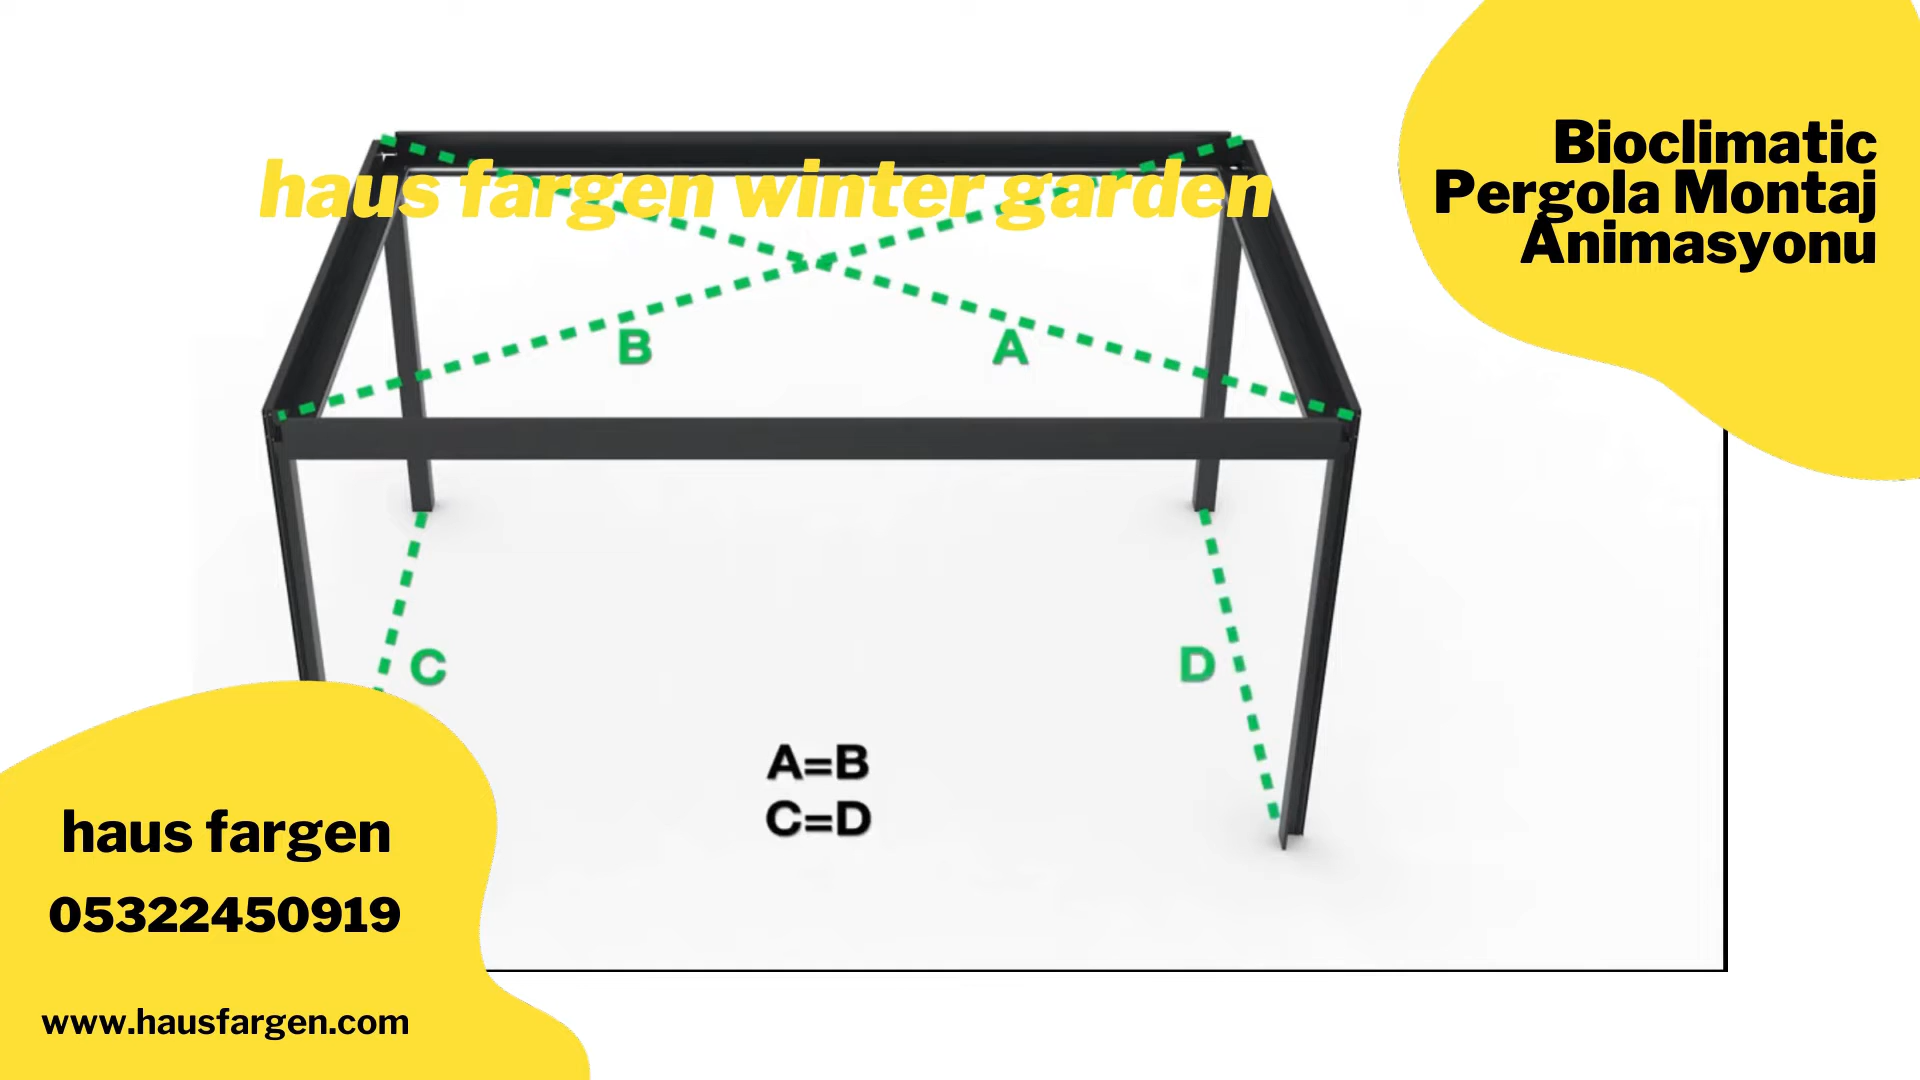 haus fargen winter garden
Bioclimatic
Pergola Montaj
Animasyonu
B
A
C
D
A=B
C=D
haus fargen
05322450919
www.hausfargen.com